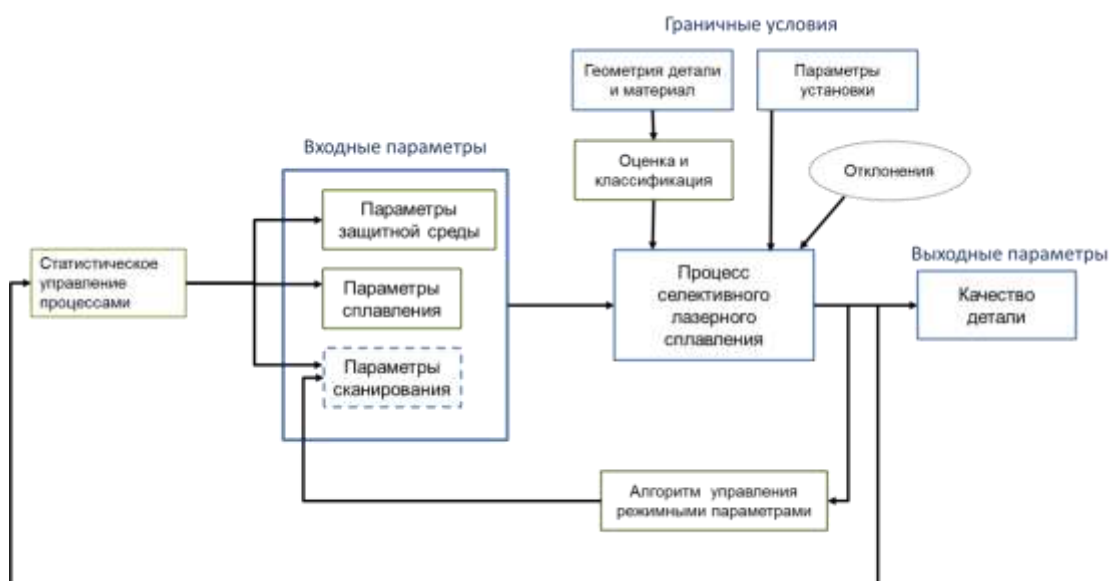 Граничные условия
Геометрия детали
и материал
Параметры
установки
Входные параметры
Оценка и
классификация
Отклонения
Параметры
защитной среды
Статистическое
управление
процессами
Параметры
сплавления
Процесс
селективного
лазерного
сплавления
Выходные параметры
Качество
детали
Параметры
сканирования
Алгоритм управления
режимными параметрами